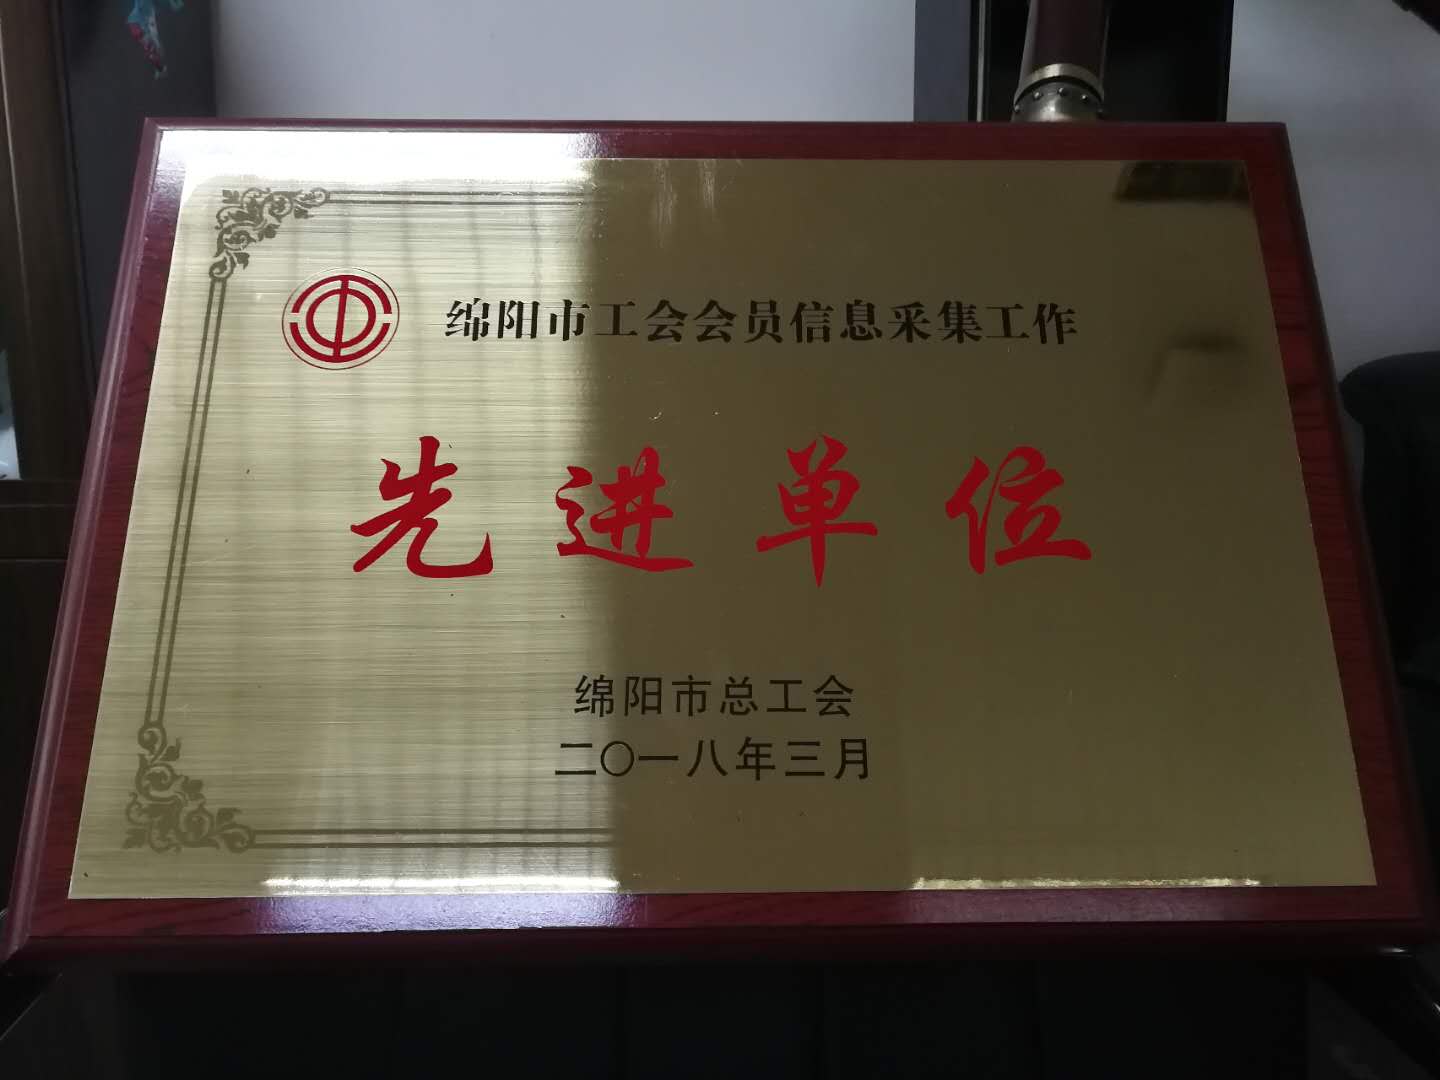 绵阳市工会会员信息采集工作
先进单位
绵阳市总工会
二〇一八年三月